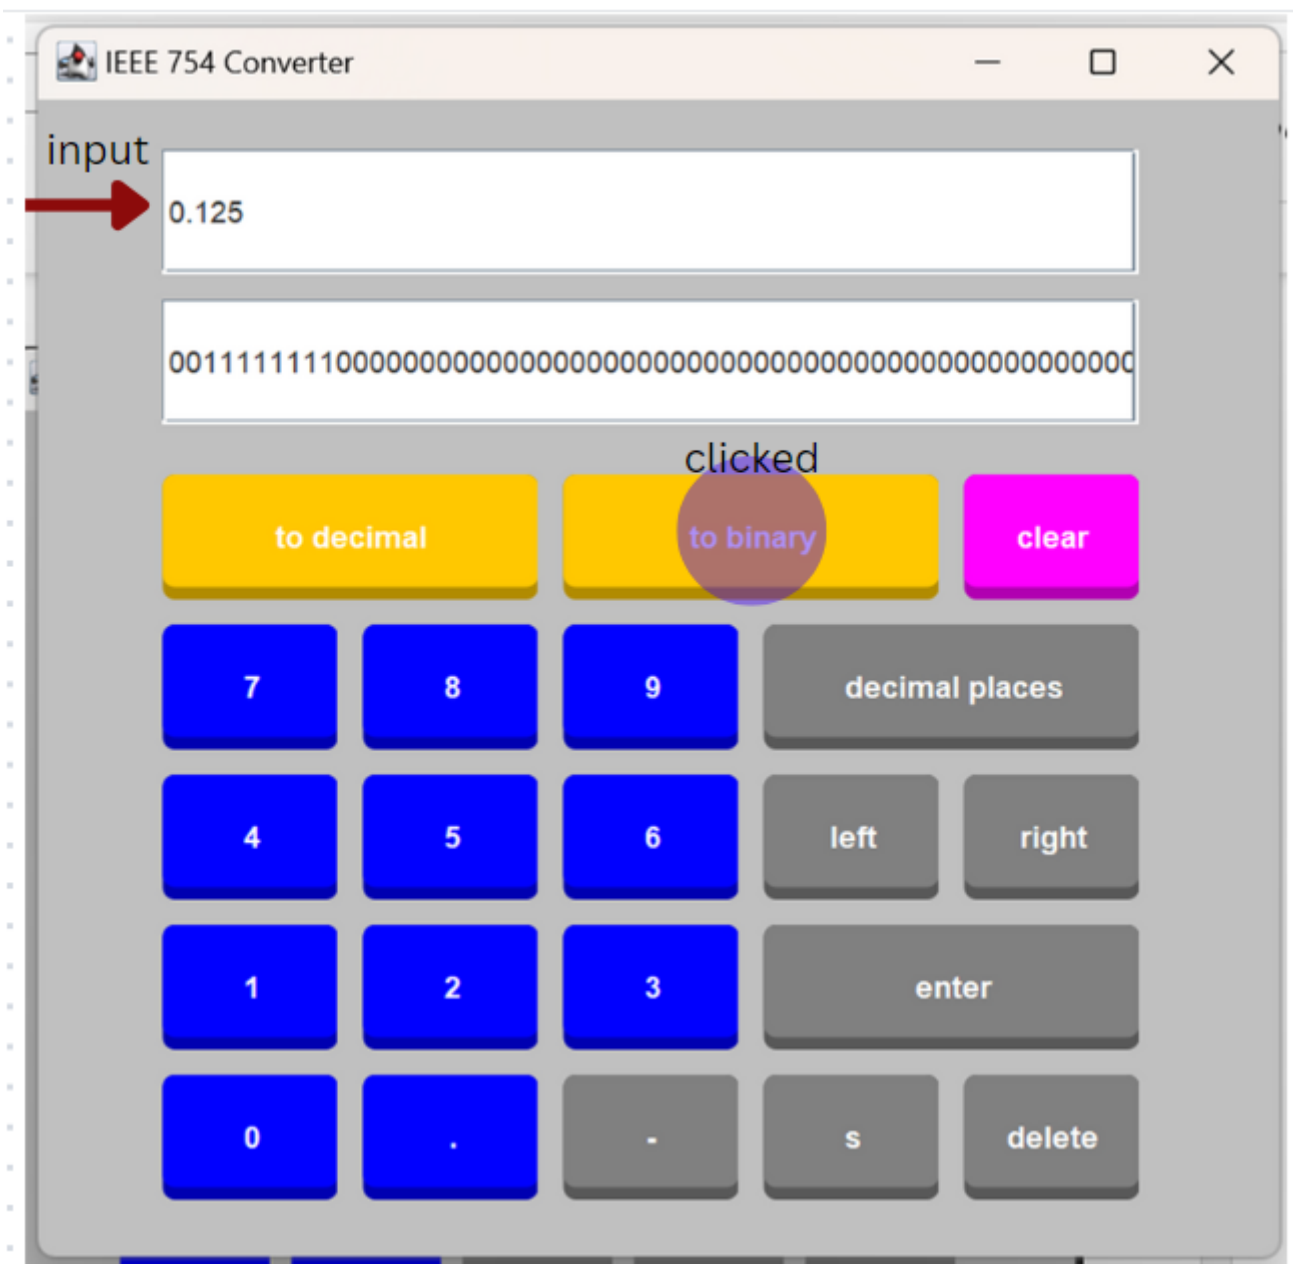 IEEE 754 Converter
input
0.125
0011111111000000000000000000000000000000000000000000000000
clicked
to decimal
to binary
clear
7
8
9
decimal places
4
5
6
left
right
1
2
3
enter
0
.
-
s
delete